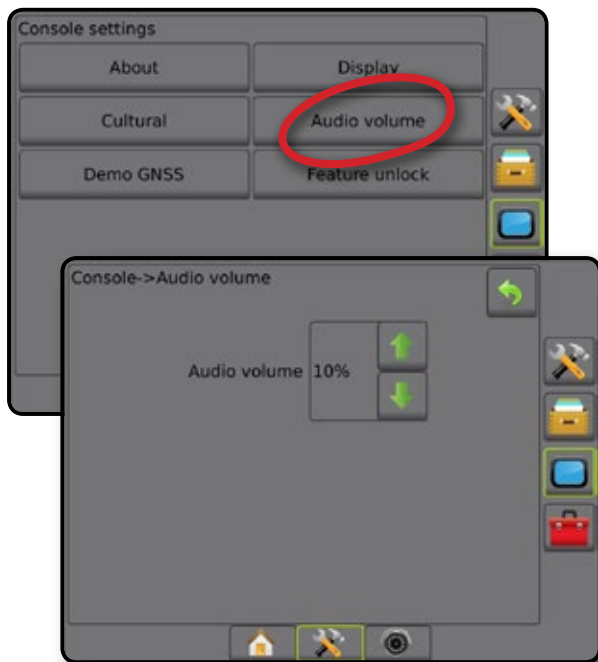 Console settings
About Display
Cultural Audio volume
Demo GNSS Feature unlock
Console->Audio volume
Audio volume 10%